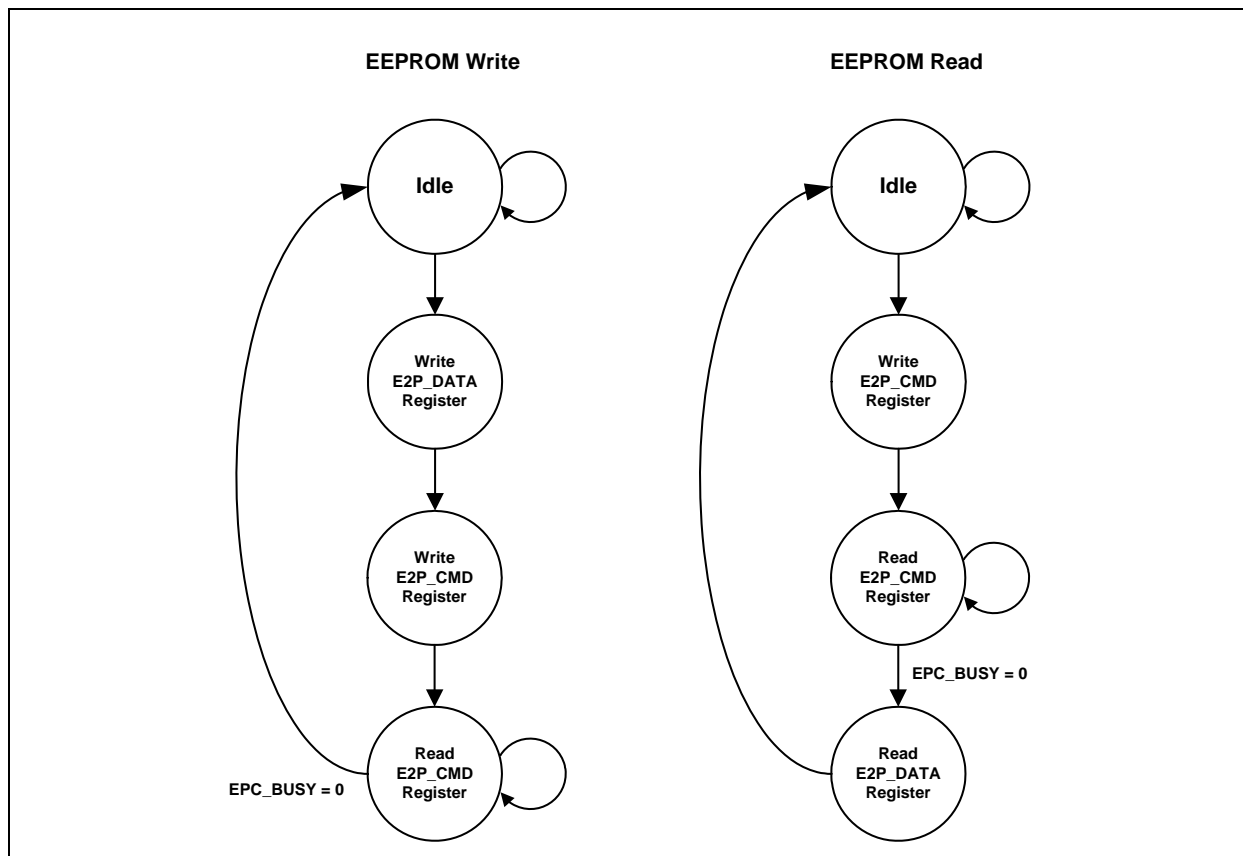 EEPROM Write
Idle
Write
E2P_DATA
Register
Write
E2P_CMD
Register
Read
E2P_CMD
Register
EPC_BUSY = 0
EEPROM Read
Idle
Write
E2P_CMD
Register
Read
E2P_CMD
Register
EPC_BUSY = 0
Read
E2P_DATA
Register